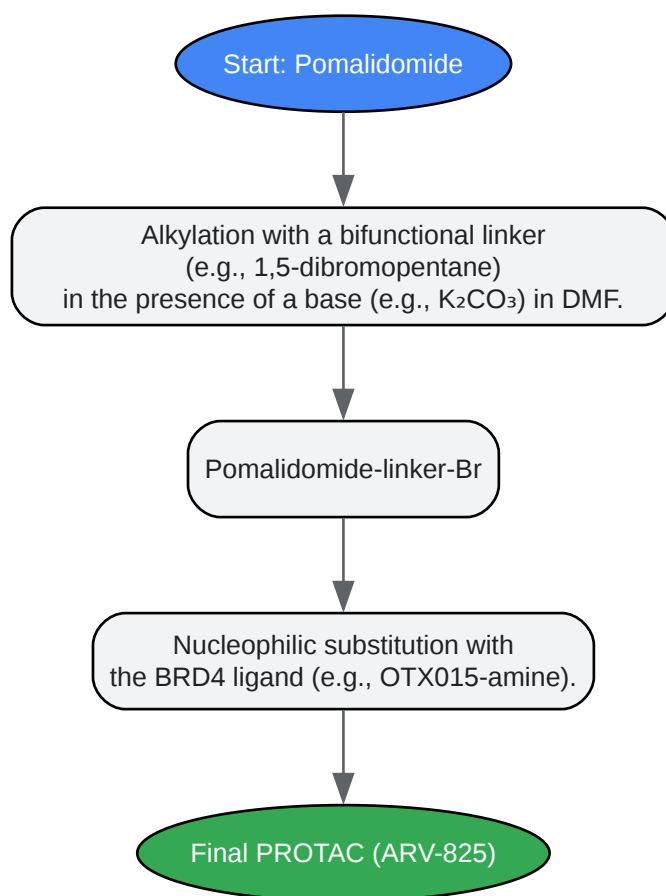 Start: Pomalidomide
Alkylation with a bifunctional linker
(e.g., 1,5-dibromopentane)
in the presence of a base (e.g., K₂CO₃) in DMF.
Pomalidomide-linker-Br
Nucleophilic substitution with
the BRD4 ligand (e.g., OTX015-amine).
Final PROTAC (ARV-825)